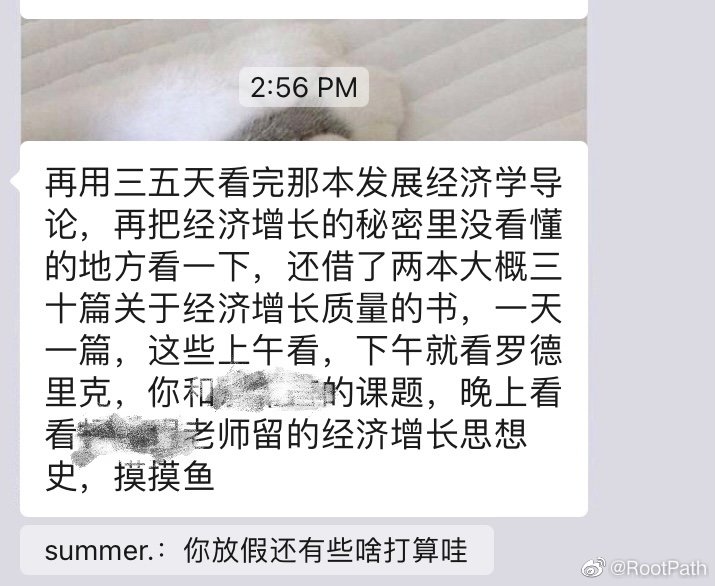 2:56 PM
再用三五天看完那本发展经济学导
论，再把经济增长的秘密里没看懂
的地方看一下，还借了两本大概三
十篇关于经济增长质量的书，一天
一篇，这些上午看，下午就看罗德
里克，你和的课题，晚上看
看老师留的经济增长思想
史，摸摸鱼
summer.：你放假还有些啥打算哇
@RootPath